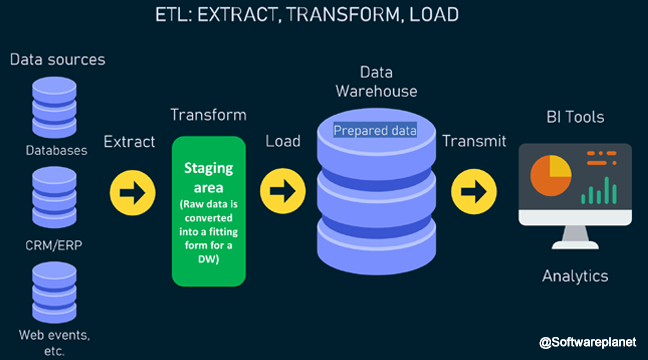 ETL: EXTRACT, TRANSFORM, LOAD
Data sources
Databases
CRM/ERP
Web events,
etc.
Extract
Transform
Staging
area
(Raw data is
converted
into a fitting
form for a
DW)
Load
Data
Warehouse
Prepared data
Transmit
BI Tools
Analytics
@Softwareplanet